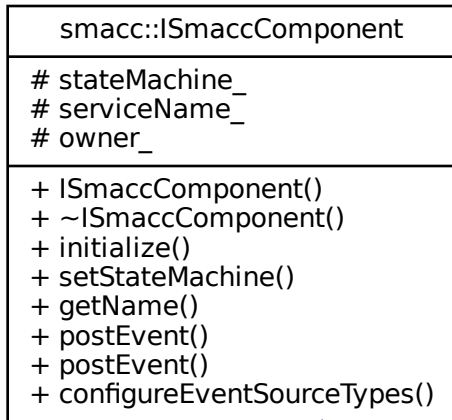 smacc::ISmaccComponent
# stateMachine_
# serviceName_
# owner_
+ ISmaccComponent()
+ ~ISmaccComponent()
+ initialize()
+ setStateMachine()
+ getName()
+ postEvent()
+ postEvent()
+ configureEventSourceTypes()